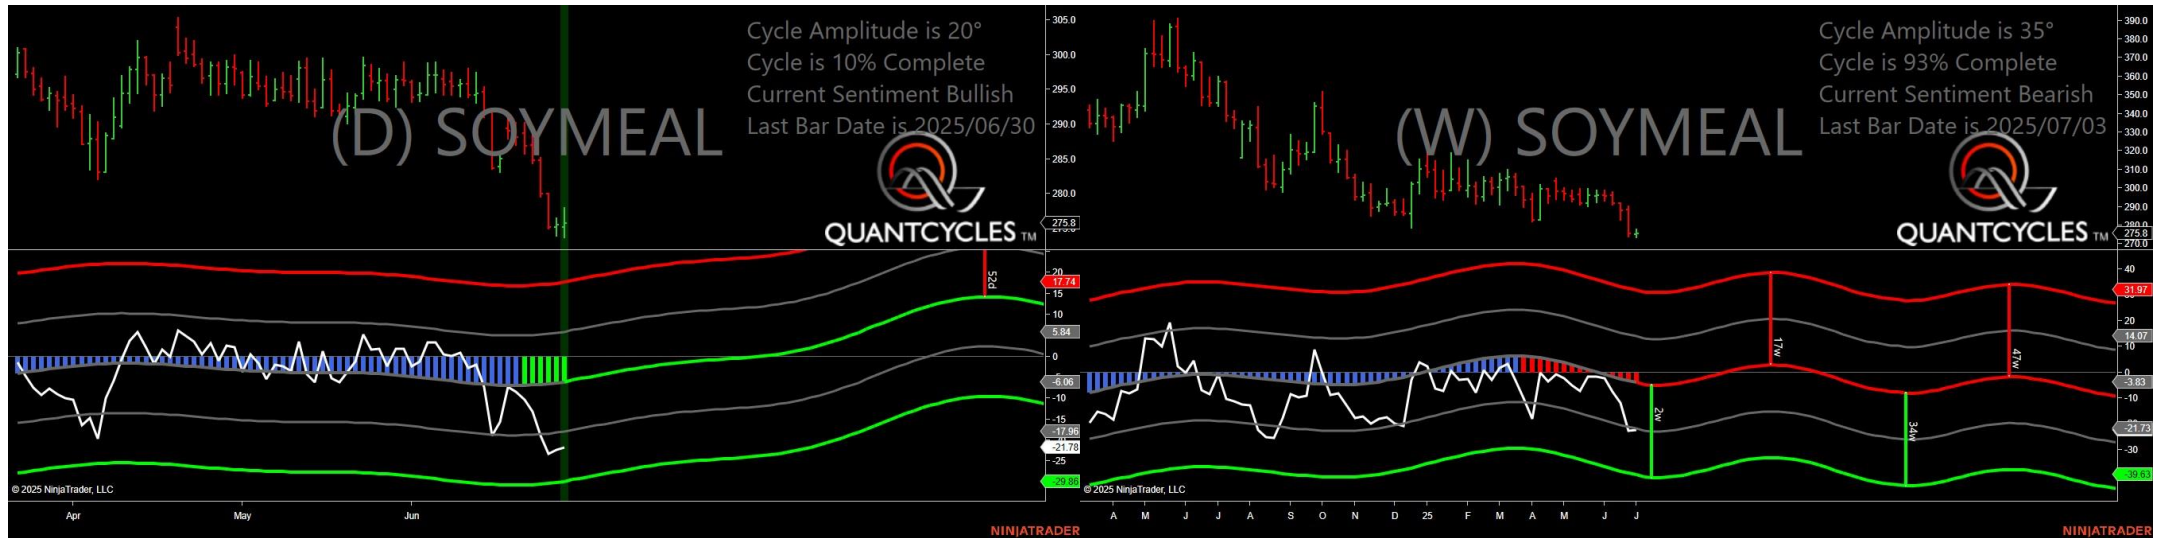 Cycle Amplitude is 20°
Cycle is 10% Complete
Current Sentiment Bullish
Last Bar Date is 2025/06/30
(D) SOYMEAL
QUANTCYCLES TM
305.0
300.0
295.0
290.0
285.0
280.0
275.8
52d
20
17.74
15
10
5.84
0
-6.06
-10
-15
-17.96
-21.78
-25
-29.86
© 2025 NinjaTrader, LLC
Apr May Jun
NINJATRADER
Cycle Amplitude is 35°
Cycle is 93% Complete
Current Sentiment Bearish
Last Bar Date is 2025/07/03
(W) SOYMEAL
QUANTCYCLES TM
390.0
380.0
370.0
360.0
350.0
340.0
330.0
320.0
310.0
300.0
290.0
275.8
270.0
2w
17w
34w
47w
40
31.97
20
14.07
10
0
-3.83
-10
-21.73
-30
-39.63
© 2025 NinjaTrader, LLC
A M J J A S O N D 25 F M A M J J
NINJATRADER